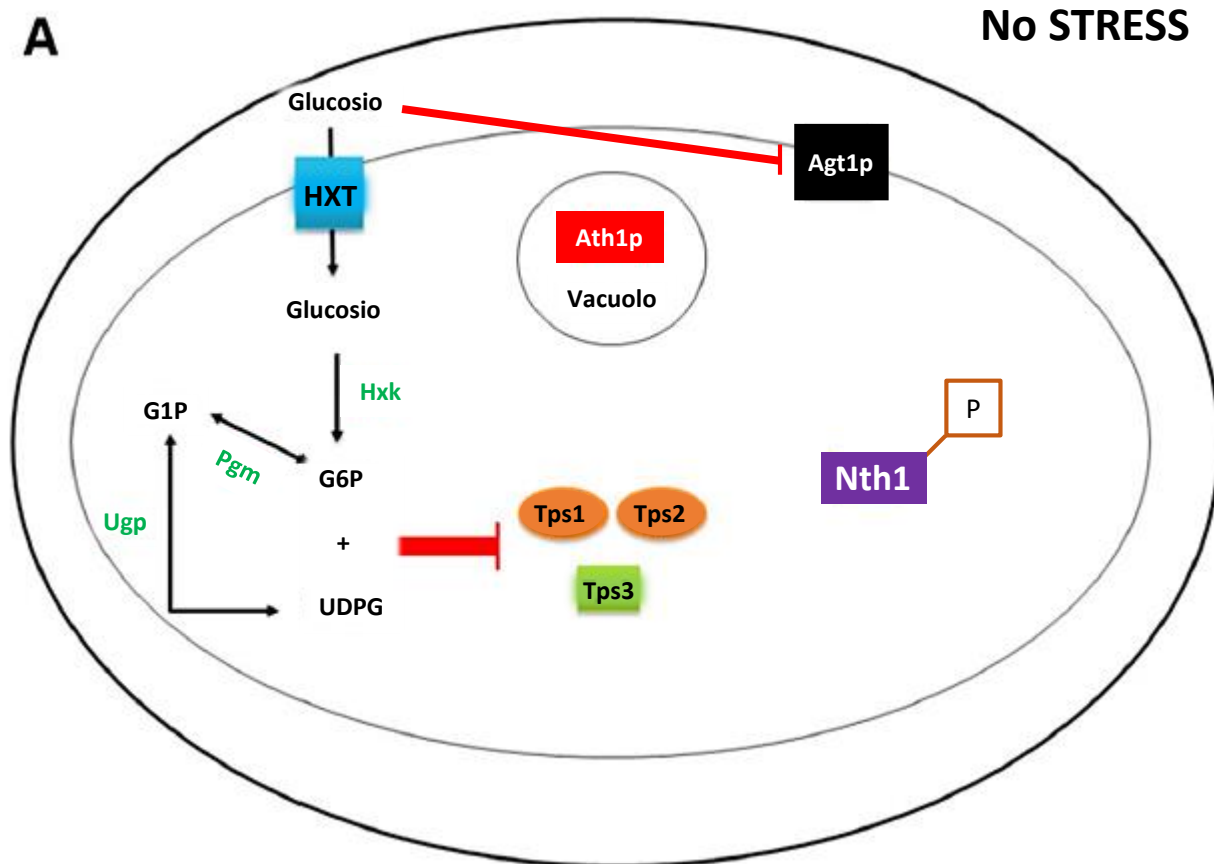 A
No STRESS
Glucosio
HXT
Agt1p
Ath1p
Vacuolo
Glucosio
Hxk
G1P
Pgm
G6P
P
Nth1
Ugp
+
Tps1
Tps2
Tps3
UDPG